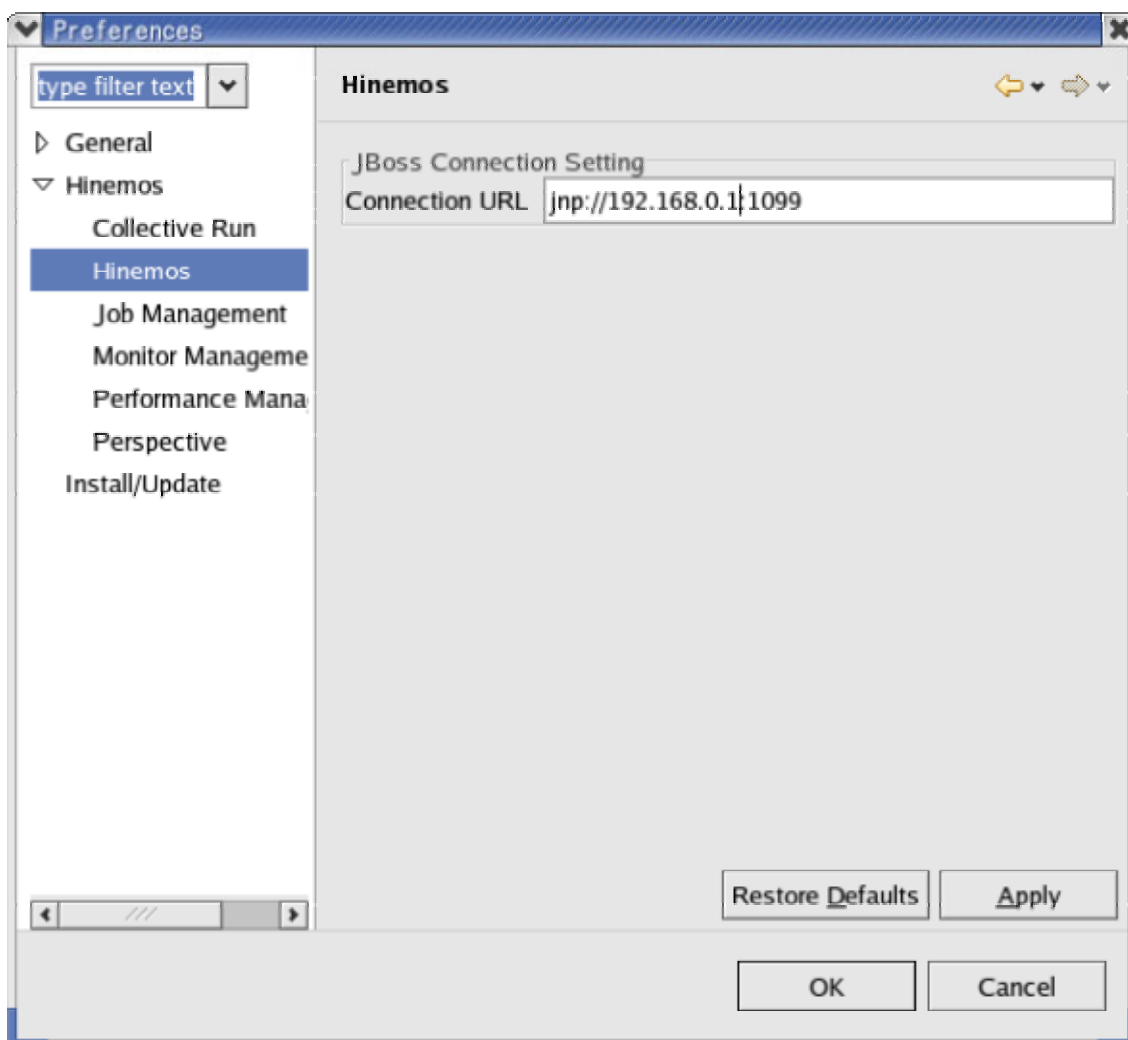 Preferences
type filter text
General
Hinemos
Collective Run
Hinemos
Job Management
Monitor Manageme
Performance Mana
Perspective
Install/Update
Hinemos
JBoss Connection Setting
Connection URL jnp://192.168.0.1:1099
Restore Defaults Apply
OK Cancel